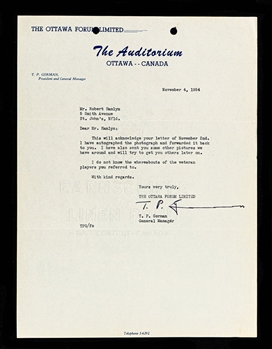 THE OTTAWA FORUM LIMITED
The Auditorium
OTTAWA -- CANADA
T. P. GORMAN,
President and General Manager
November 4, 1954
Mr. Robert Hamlyn
5 Smith Avenue
St. John's, Nfld.
Dear Mr. Hamlyn:
This will acknowledge your letter of November 2nd.
I have autographed the photograph and forwarded it back
to you. I have also sent you some other pictures we
have around and will try to get you others later on.
I do not know the whereabouts of the veteran
players you referred to.
With kind regards.
Yours very truly,
THE OTTAWA FORUM LIMITED
T. P.
T. P. Gorman
General Manager
Telephone